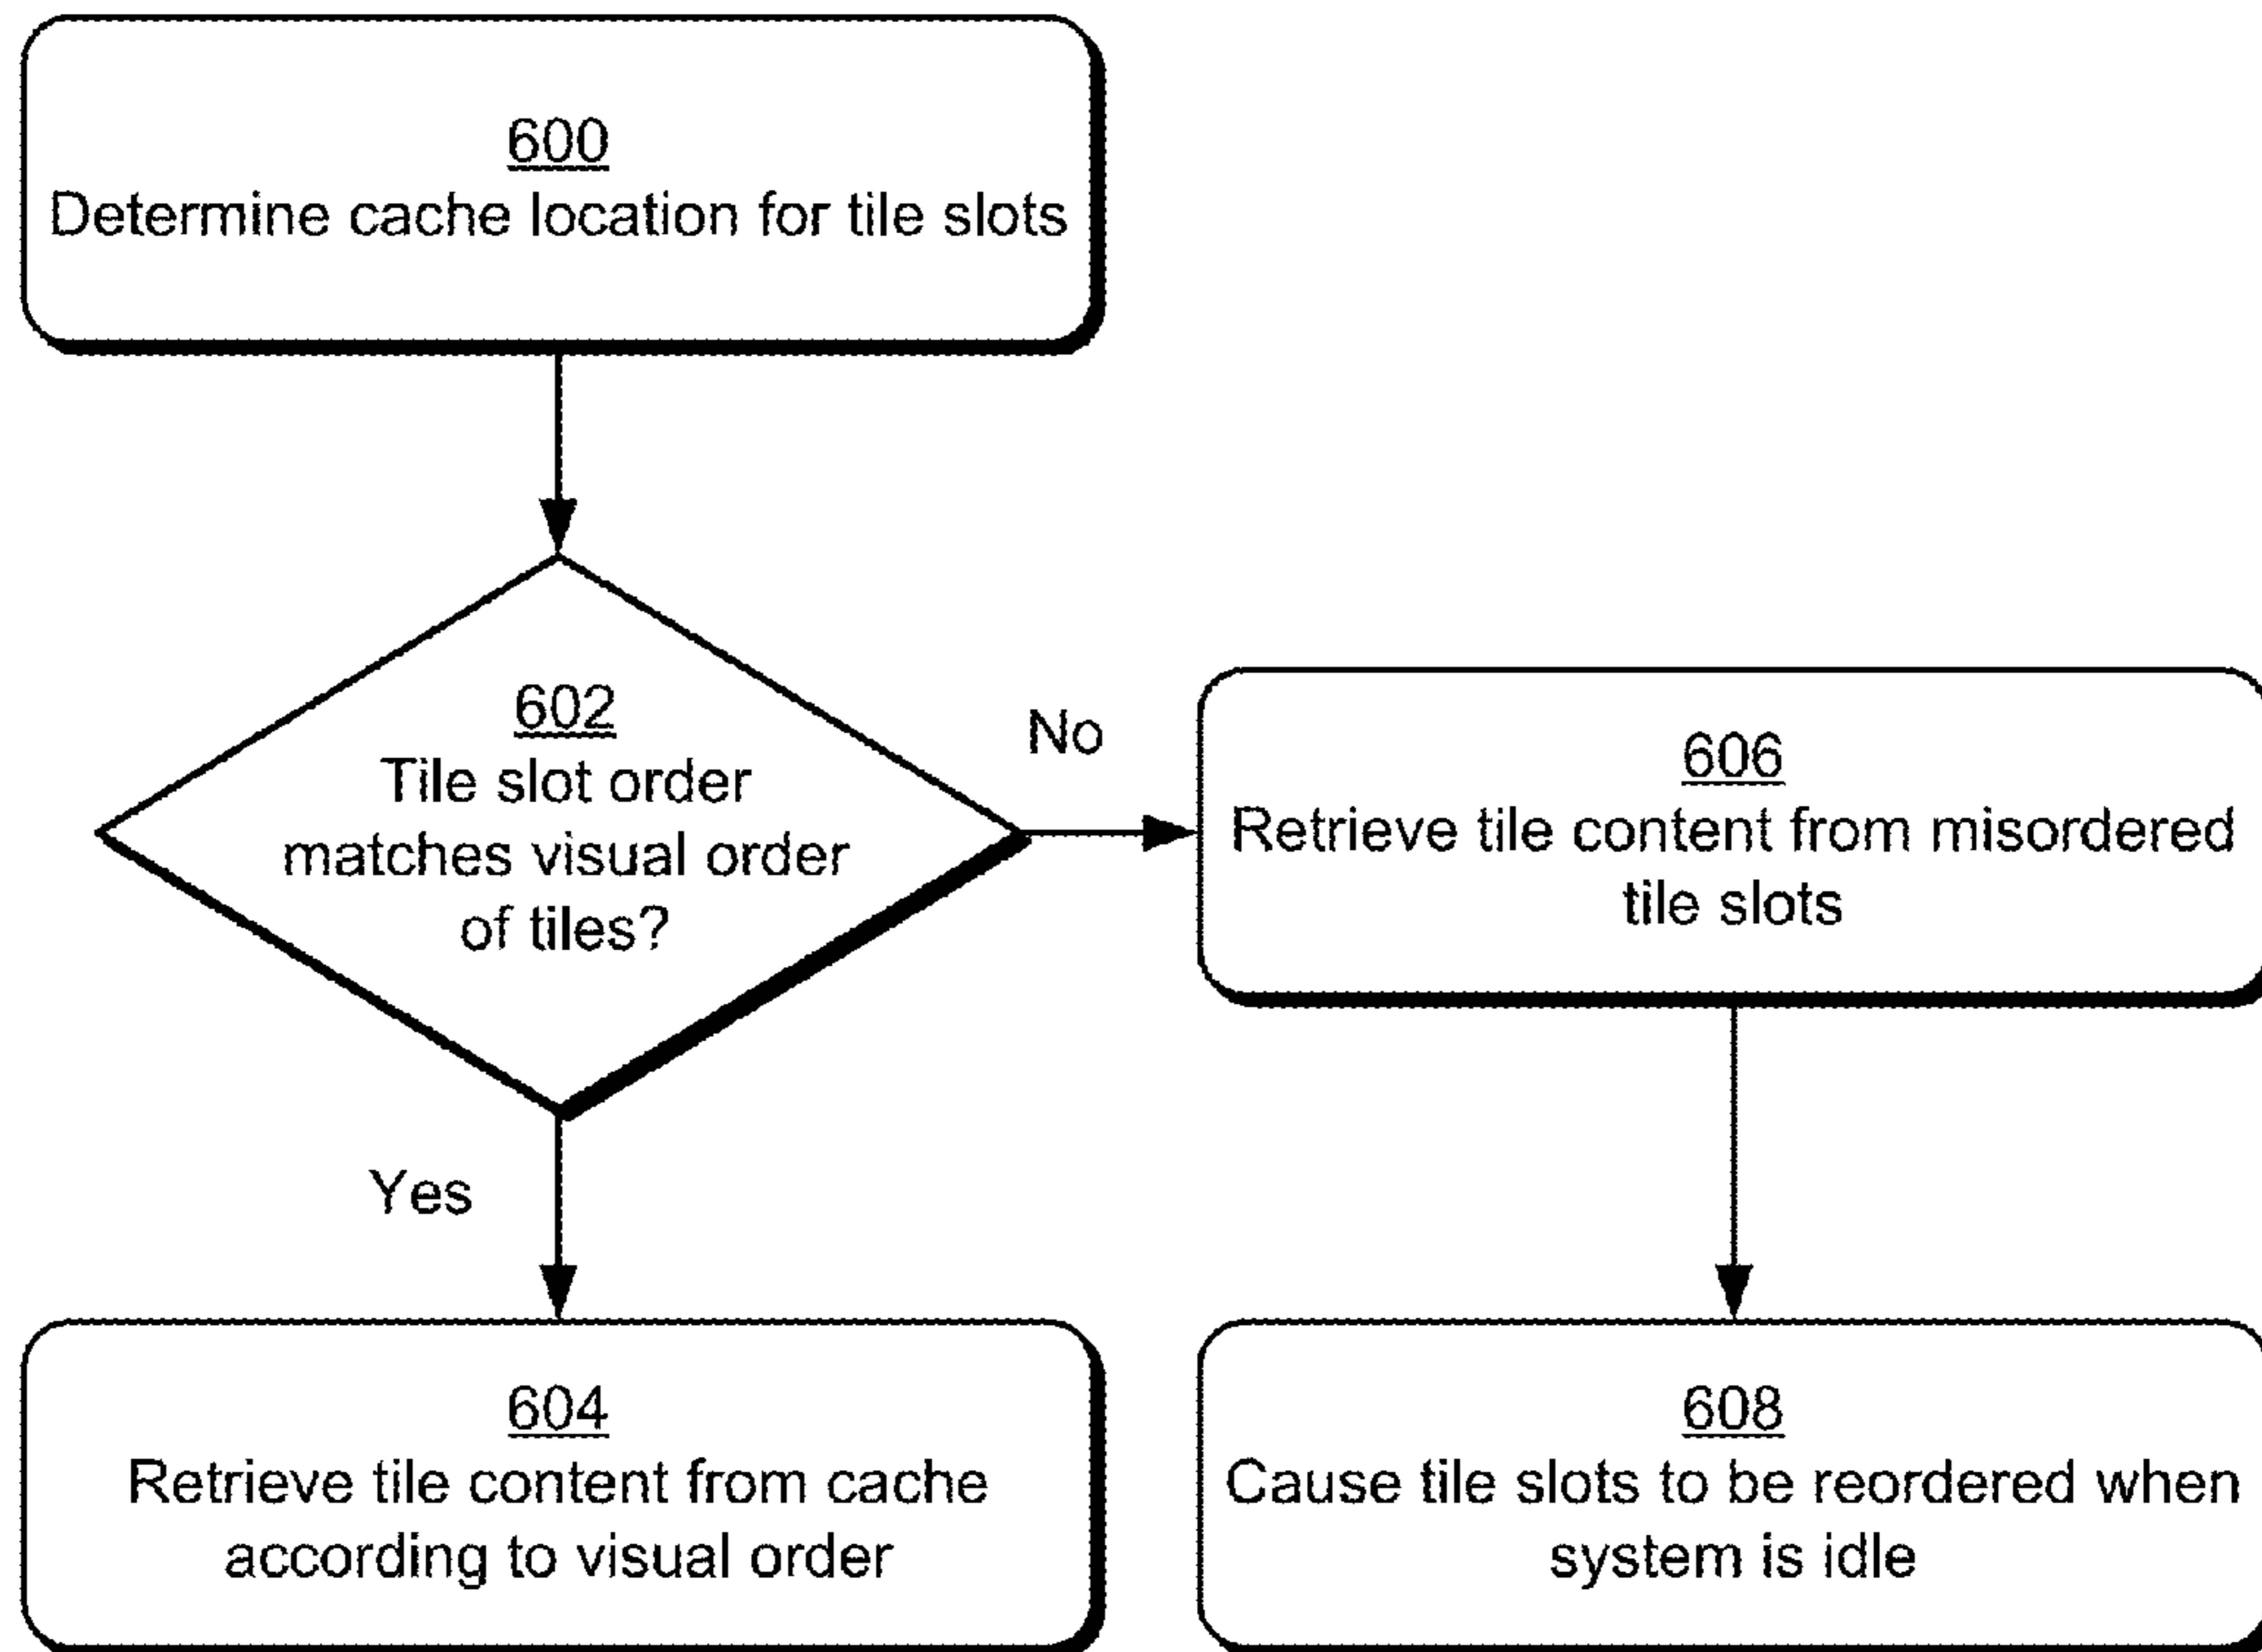 600
Determine cache location for tile slots
602
Tile slot order
matches visual order
of tiles?
No
606
Retrieve tile content from misordered
tile slots
Yes
604
Retrieve tile content from cache
according to visual order
608
Cause tile slots to be reordered when
system is idle